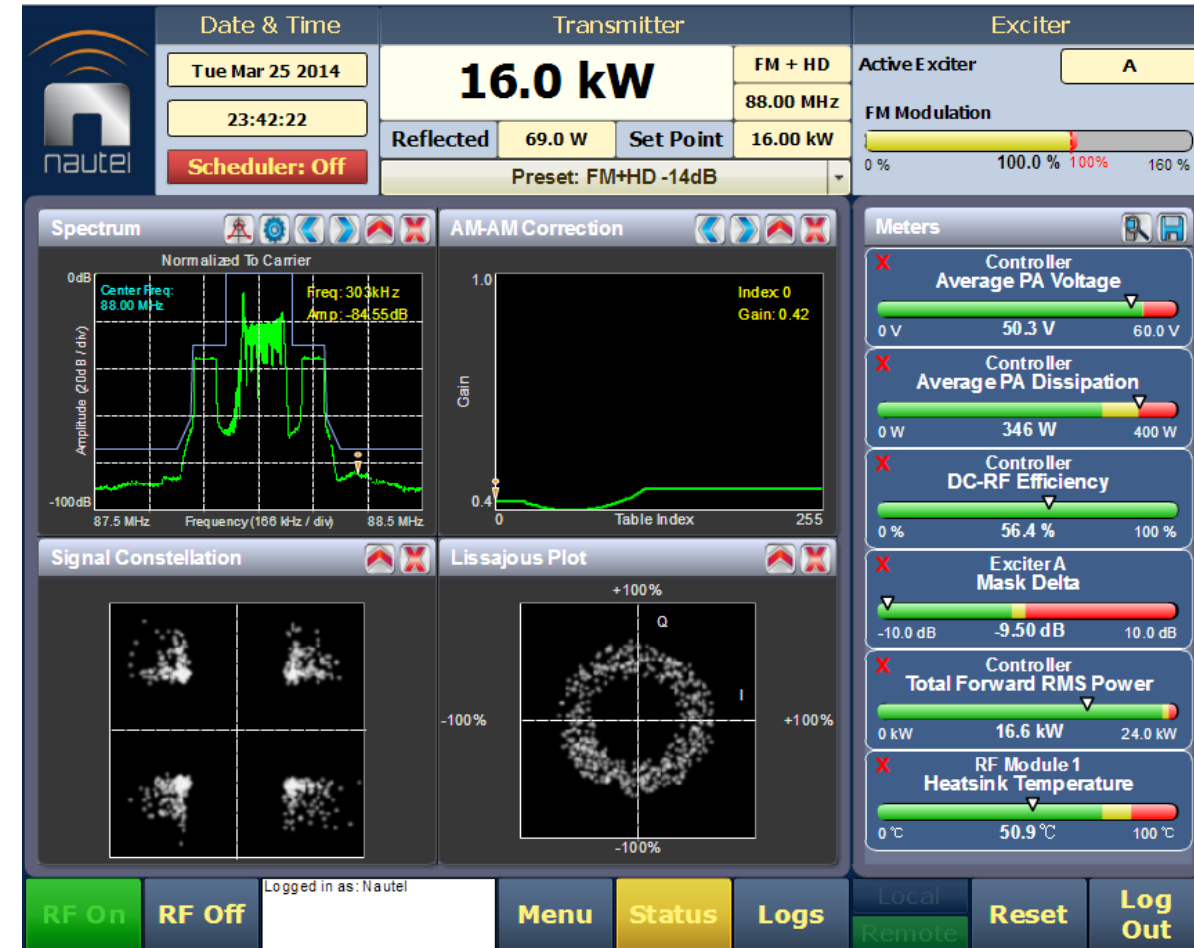 nautel
Date & Time
Tue Mar 25 2014
23:42:22
Scheduler: Off
Transmitter
16.0 kW
FM + HD
88.00 MHz
Reflected
69.0 W
Set Point
16.00 kW
Preset: FM+HD -14dB
Exciter
Active Exciter
A
FM Modulation
0 %
100.0 %
100%
160 %
Spectrum
Normalized To Carrier
0dB
Center Freq:
88.00 MHz
Freq: 303kHz
Amp: -84.55dB
Amplitude (20dB / div)
-100dB
87.5 MHz
Frequency (166 kHz / div)
88.5 MHz
AM-AM Correction
1.0
Index: 0
Gain: 0.42
Gain
0.4
0
Table Index
255
Signal Constellation
Lissajous Plot
+100%
Q
I
-100%
+100%
-100%
Meters
X
Controller
Average PA Voltage
0 V
50.3 V
60.0 V
X
Controller
Average PA Dissipation
0 W
346 W
400 W
X
Controller
DC-RF Efficiency
0 %
56.4 %
100 %
X
Exciter A
Mask Delta
-10.0 dB
-9.50 dB
10.0 dB
X
Controller
Total Forward RMS Power
0 kW
16.6 kW
24.0 kW
X
RF Module 1
Heatsink Temperature
0 °C
50.9 °C
100 °C
RF On
RF Off
Logged in as: Nautel
Menu
Status
Logs
Local
Remote
Reset
Log
Out